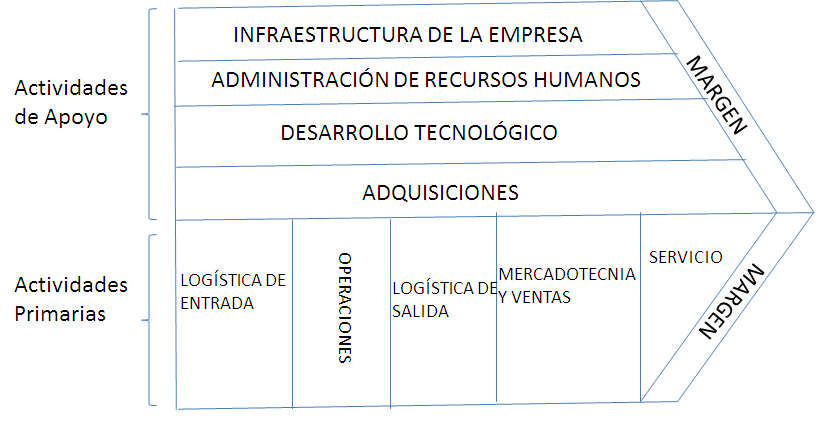 Actividades
de Apoyo
INFRAESTRUCTURA DE LA EMPRESA
ADMINISTRACIÓN DE RECURSOS HUMANOS
DESARROLLO TECNOLÓGICO
ADQUISICIONES
MARGEN
Actividades
Primarias
LOGÍSTICA DE
ENTRADA
OPERACIONES
LOGÍSTICA DE
SALIDA
MERCADOTECNIA
Y VENTAS
SERVICIO
MARGEN